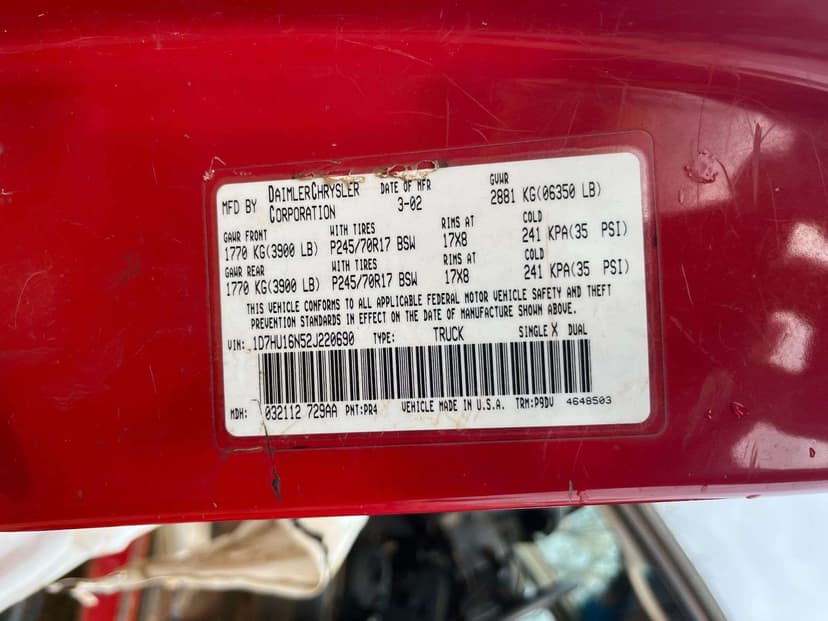 MFD BY DAIMLERCHRYSLER CORPORATION DATE OF MFR 3-02 GVWR 2881 KG(06350 LB)
GAWR FRONT WITH TIRES RIMS AT COLD
1770 KG(3900 LB) P245/70R17 BSW 17X8 241 KPA(35 PSI)
GAWR REAR WITH TIRES RIMS AT COLD
1770 KG(3900 LB) P245/70R17 BSW 17X8 241 KPA(35 PSI)
THIS VEHICLE CONFORMS TO ALL APPLICABLE FEDERAL MOTOR VEHICLE SAFETY AND THEFT
PREVENTION STANDARDS IN EFFECT ON THE DATE OF MANUFACTURE SHOWN ABOVE.
VIN: 1D7HU16N52J220690 TYPE: TRUCK SINGLE X DUAL
MDH: 032112 729AA PNT:PR4 VEHICLE MADE IN U.S.A. TRM:P9DV 4648503